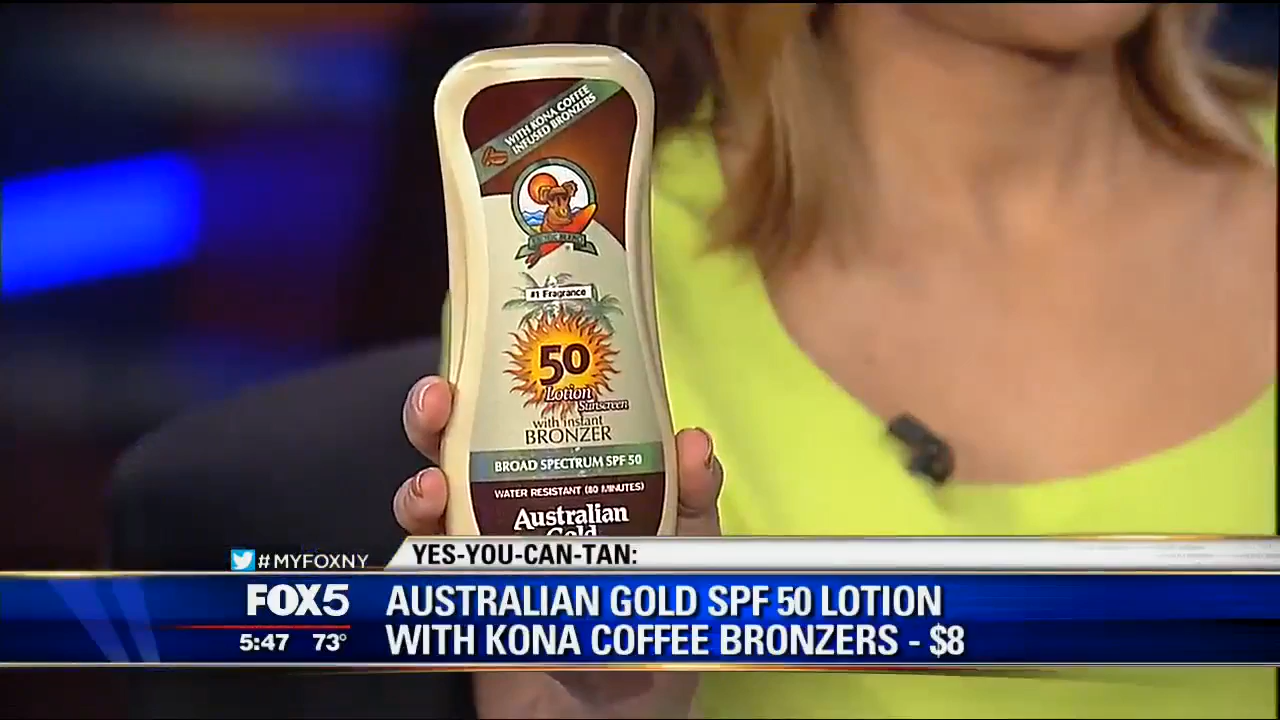 WITH KONA COFFEE
INFUSED BRONZERS
#1 Fragrance
50
Lotion
Sunscreen
with instant
BRONZER
BROAD SPECTRUM SPF 50
WATER RESISTANT (80 MINUTES)
Australian
Gold
#MYFOXNY
YES-YOU-CAN-TAN:
FOX5
5:47 73°
AUSTRALIAN GOLD SPF 50 LOTION
WITH KONA COFFEE BRONZERS - $8